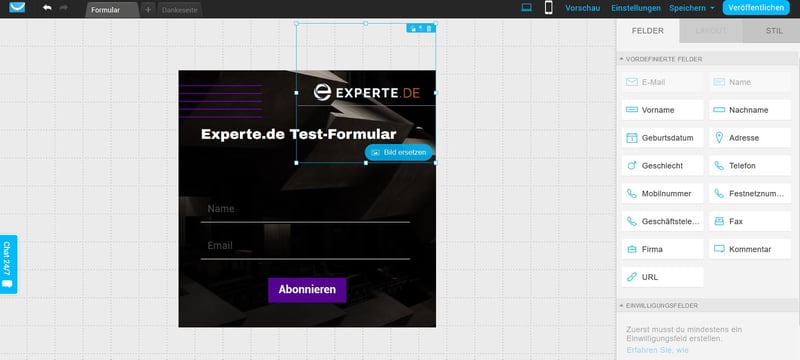 Formular
Dankeseite
Vorschau
Einstellungen
Speichern
Veröffentlichen
FELDER
LAYOUT
STIL
VORDEFINIERTE FELDER
E-Mail
Name
Vorname
Nachname
Geburtsdatum
Adresse
Geschlecht
Telefon
Mobilnummer
Festnetznum...
Geschäftstele...
Fax
Firma
Kommentar
URL
EINWILLIGUNGSFELDER
Zuerst musst du mindestens ein
Einwilligungsfeld erstellen.
Erfahren Sie, wie
EXPERTE.DE
Experte.de Test-Formular
Bild ersetzen
Name
Email
Abonnieren
Chat 24/7